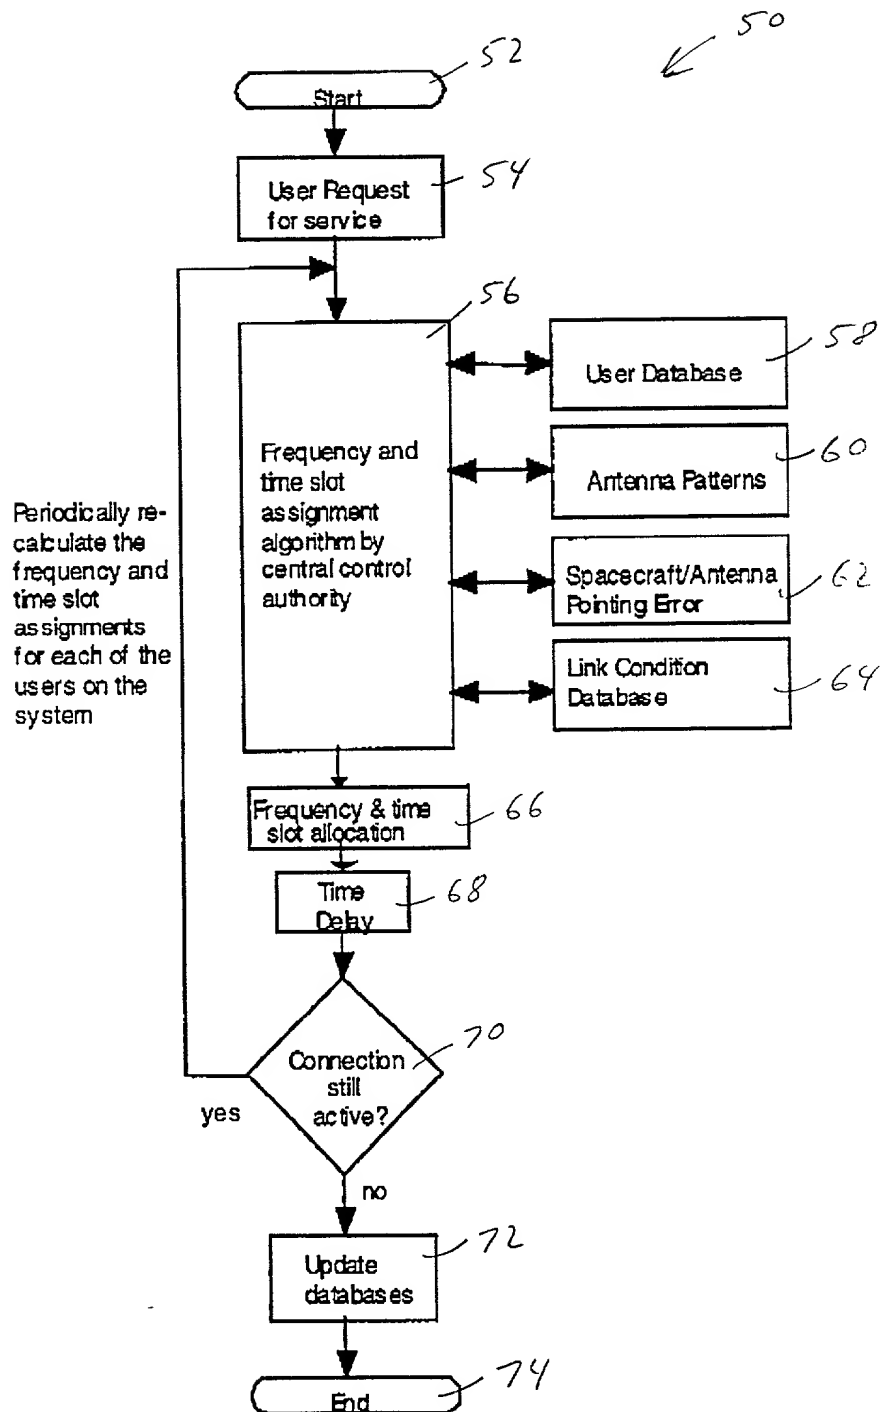 50
52
Start
54
User Request
for service
56
58
User Database
60
Antenna Patterns
Frequency and
time slot
assignment
algorithm by
central control
authority
Periodically re-
calculate the
frequency and
time slot
assignments
for each of the
users on the
system
62
Spacecraft/Antenna
Pointing Error
64
Link Condition
Database
66
Frequency & time
slot allocation
68
Time
Delay
70
Connection
still
active?
yes
no
72
Update
databases
74
End